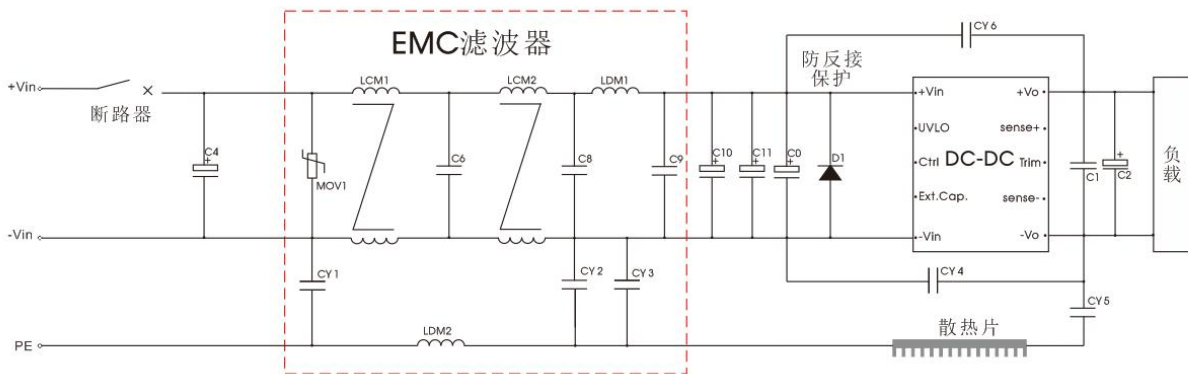 EMC滤波器
CY6
防反接
保护
LCM1
LCM2
LDM1
+Vin
断路器
×
+Vin
+Vo
UVLO
sense+
Ctrl
DC-DC
Trim
Ext.Cap.
sense-
-Vin
-Vo
C4
+
MOV1
C6
C8
C9
C10
+
C11
+
C0
+
D1
C1
C2
+
负载
-Vin
CY1
CY2
CY3
CY4
CY5
LDM2
散热片
PE